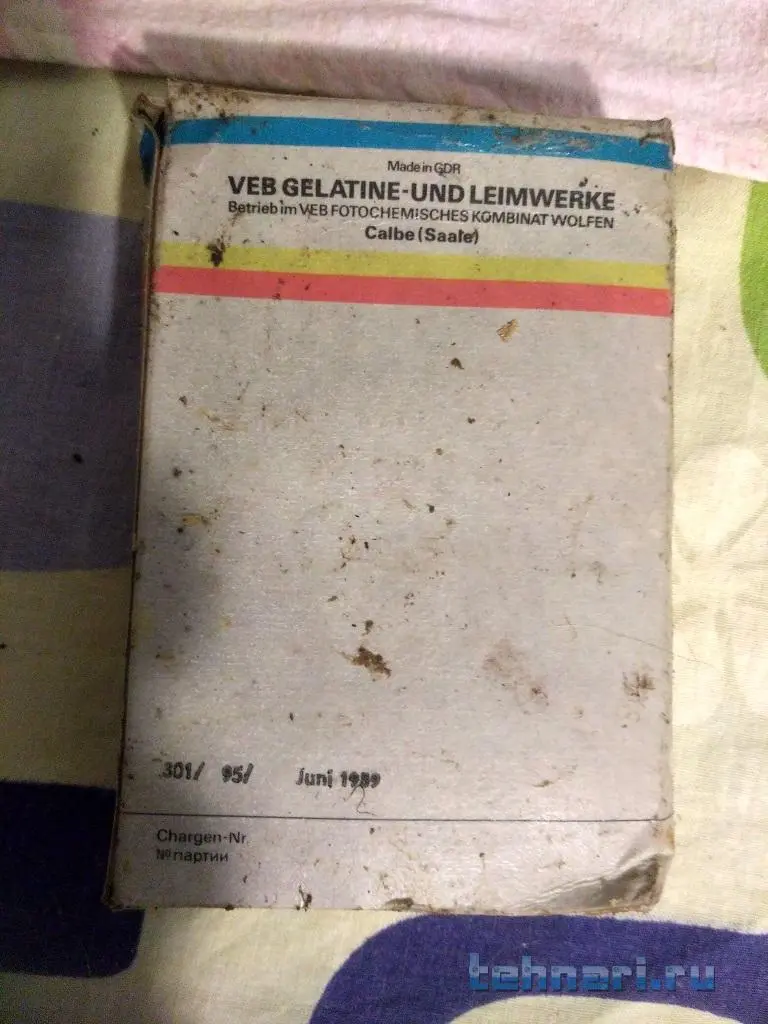 Made in GDR
VEB GELATINE-UND LEIMWERKE
Betrieb im VEB FOTOCHEMISCHES KOMBINAT WOLFEN
Calbe (Saale)
301/ 95/ Juni 1989
Chargen-Nr
№ партии
tehnari.ru